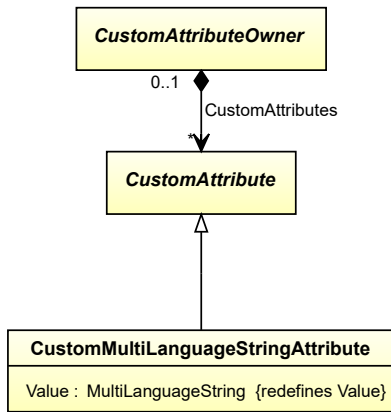 CustomAttributeOwner
0..1
CustomAttributes
*
CustomAttribute
CustomMultiLanguageStringAttribute
Value : MultiLanguageString {redefines Value}